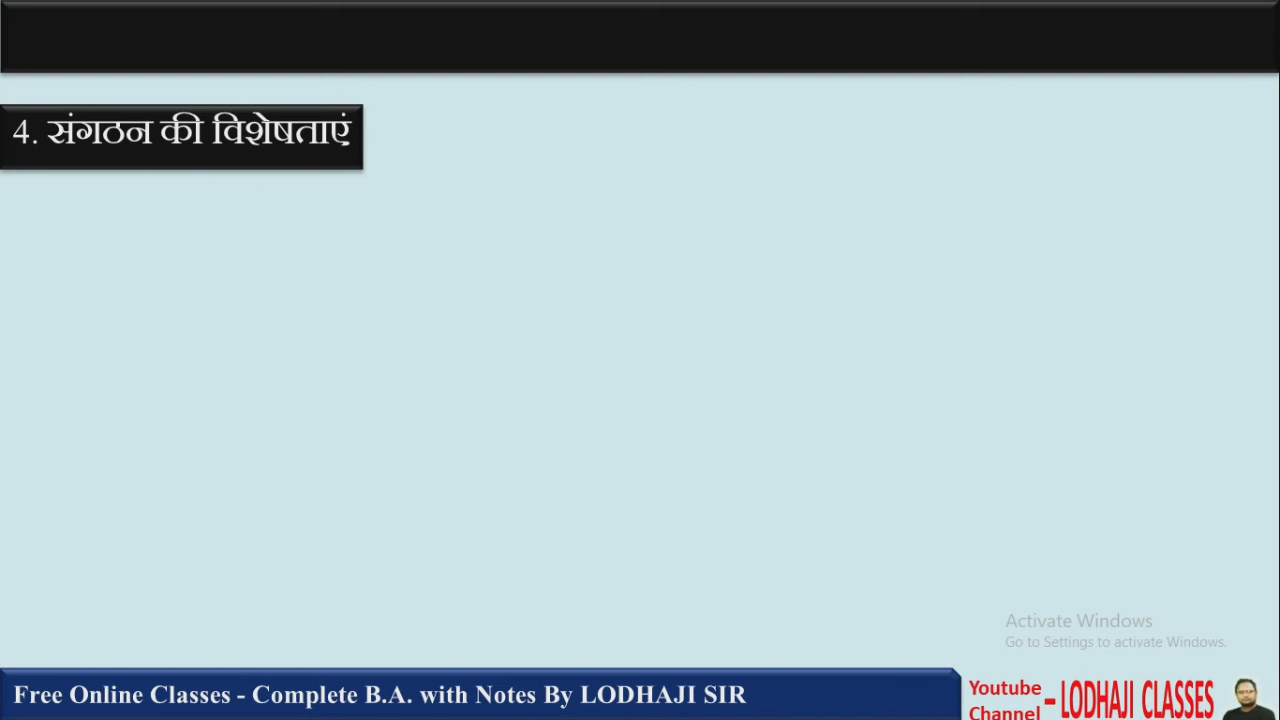 4. संगठन की विशेषताएं
Activate Windows
Go to Settings to activate Windows.
Free Online Classes - Complete B.A. with Notes By LODHAJI SIR
Youtube Channel – LODHAJI CLASSES